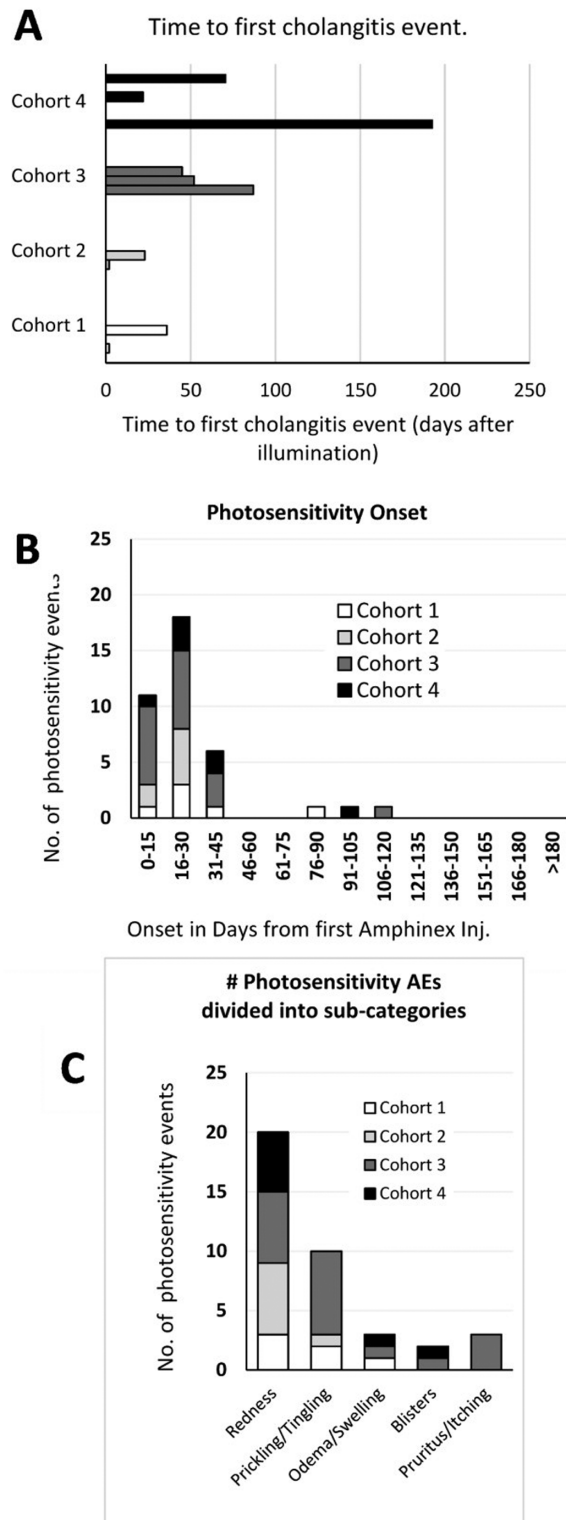 A
Time to first cholangitis event.
Cohort 4
Cohort 3
Cohort 2
Cohort 1
0 50 100 150 200 250
Time to first cholangitis event (days after
illumination)
B
Photosensitivity Onset
No. of photosensitivity events
25
20
15
10
5
0
Cohort 1
Cohort 2
Cohort 3
Cohort 4
0-15
16-30
31-45
46-60
61-75
76-90
91-105
106-120
121-135
136-150
151-165
166-180
>180
Onset in Days from first Amphinex Inj.
C
# Photosensitivity AEs
divided into sub-categories
No. of photosensitivity events
25
20
15
10
5
0
Cohort 1
Cohort 2
Cohort 3
Cohort 4
Redness
Prickling/Tingling
Odema/Swelling
Blisters
Pruritus/Itching